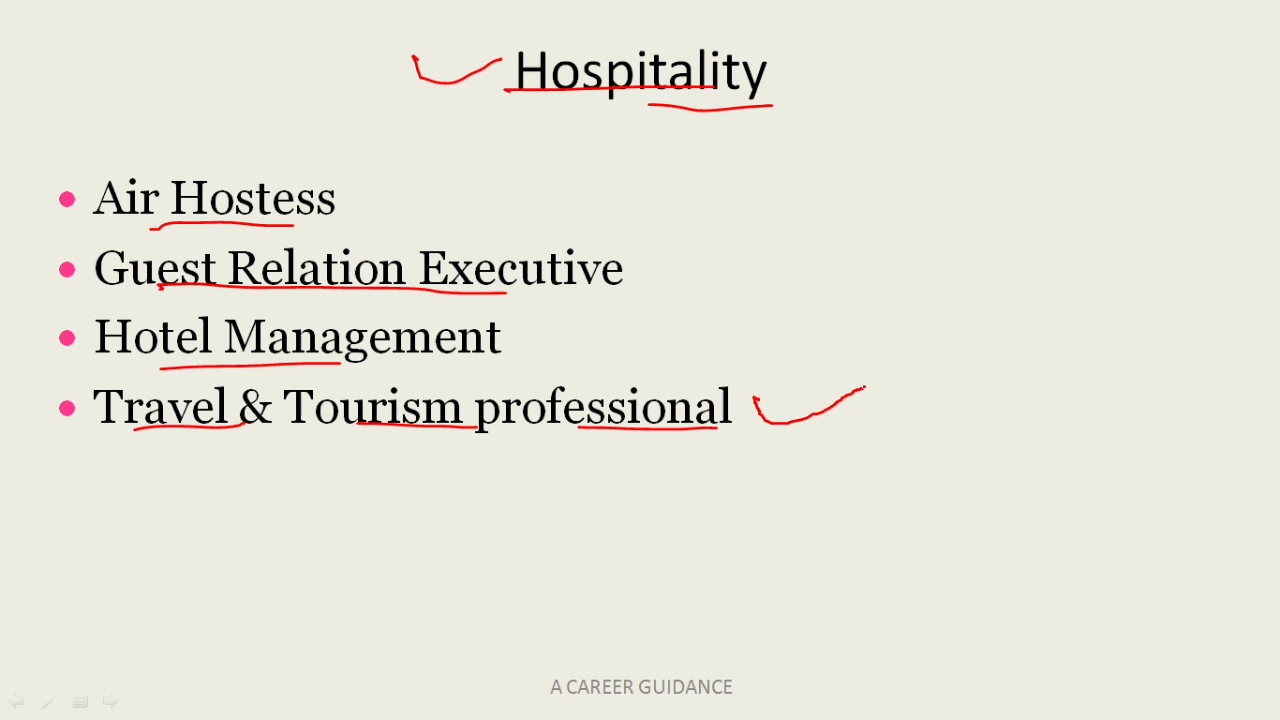 Hospitality
Air Hostess
Guest Relation Executive
Hotel Management
Travel & Tourism professional
A CAREER GUIDANCE